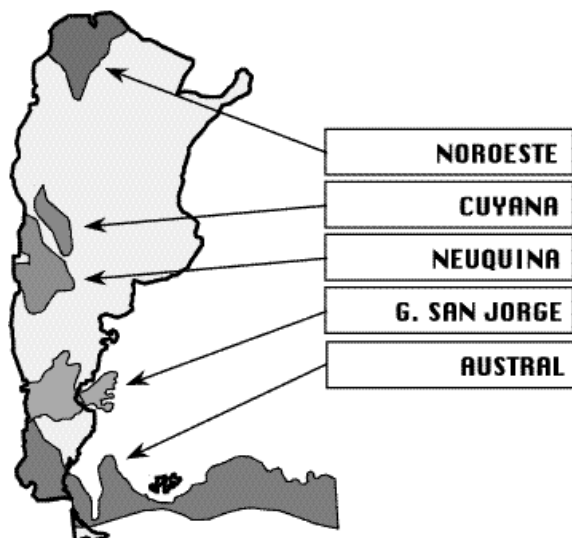 NOROESTE
CUYANA
NEUQUINA
G. SAN JORGE
AUSTRAL